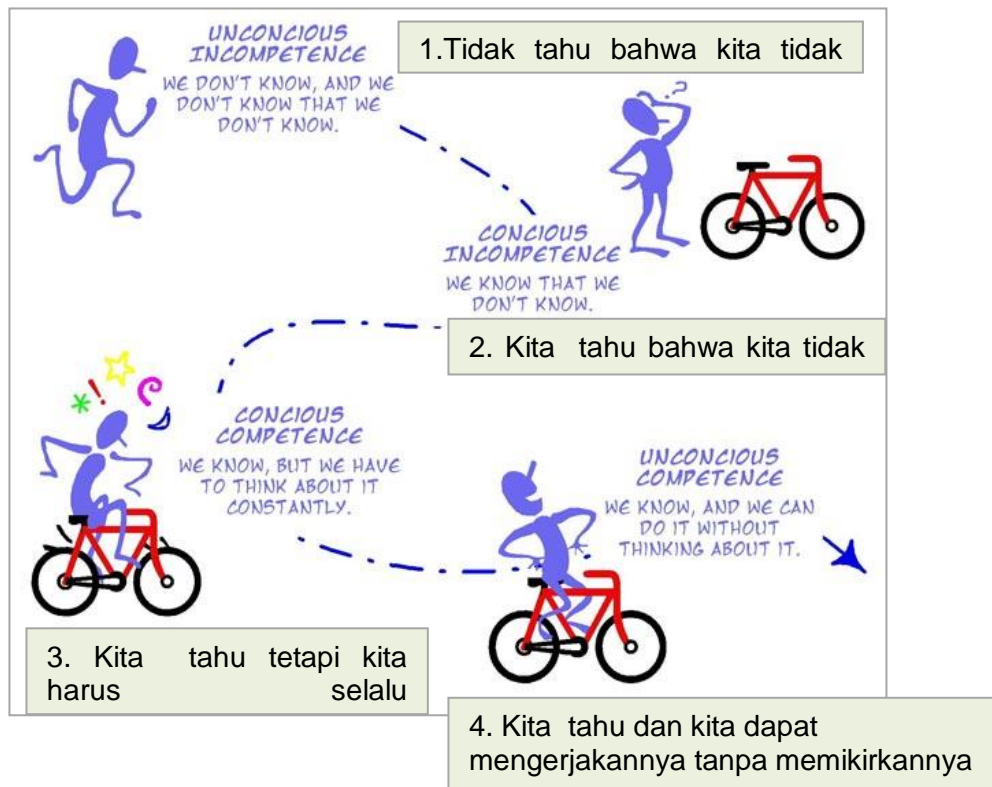 UNCONCIOUS
INCOMPETENCE
WE DON'T KNOW, AND WE
DON'T KNOW THAT WE
DON'T KNOW.
1.Tidak tahu bahwa kita tidak
CONCIOUS
INCOMPETENCE
WE KNOW THAT WE
DON'T KNOW.
2. Kita tahu bahwa kita tidak
CONCIOUS
COMPETENCE
WE KNOW, BUT WE HAVE
TO THINK ABOUT IT
CONSTANTLY.
3. Kita tahu tetapi kita
harus selalu
UNCONCIOUS
COMPETENCE
WE KNOW, AND WE CAN
DO IT WITHOUT
THINKING ABOUT IT.
4. Kita tahu dan kita dapat
mengerjakannya tanpa memikirkannya